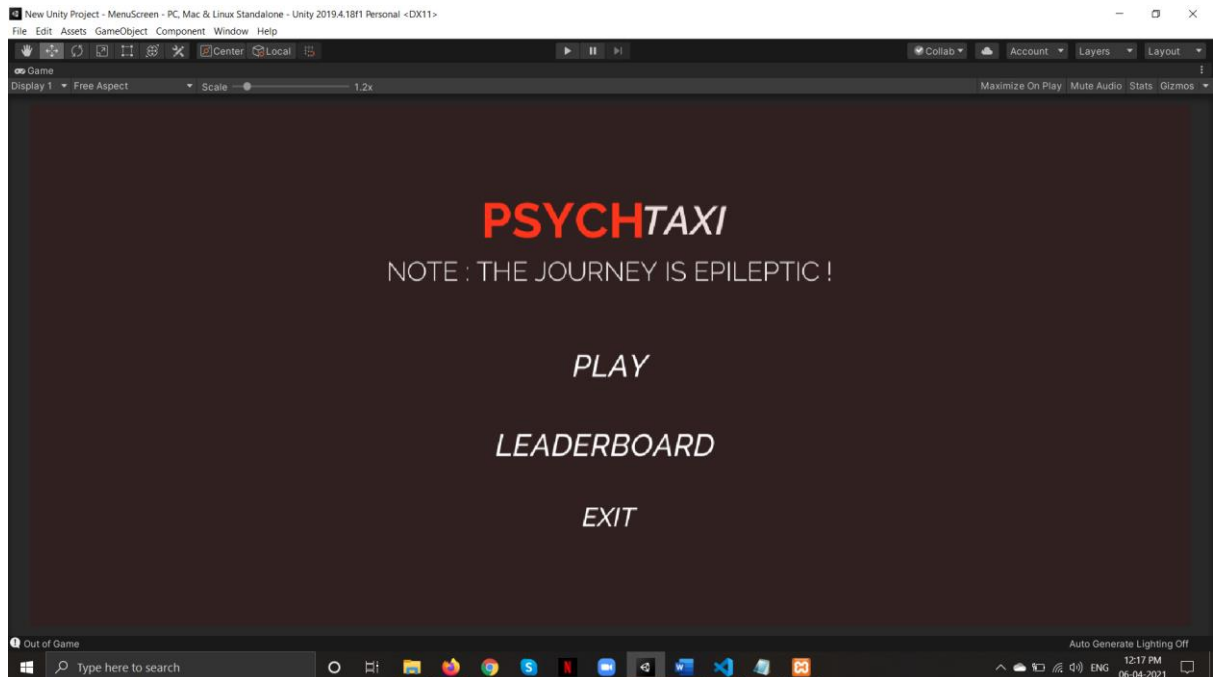 New Unity Project - MenuScreen - PC, Mac & Linux Standalone - Unity 2019.4.18f1 Personal <DX11>
File Edit Assets GameObject Component Window Help
Center Local Collab Account Layers Layout
Game
Display 1 Free Aspect Scale 1.2x Maximize On Play Mute Audio Stats Gizmos
PSYCHTAXI
NOTE : THE JOURNEY IS EPILEPTIC !
PLAY
LEADERBOARD
EXIT
Out of Game
Auto Generate Lighting Off
Type here to search
ENG
12:17 PM
06-04-2021